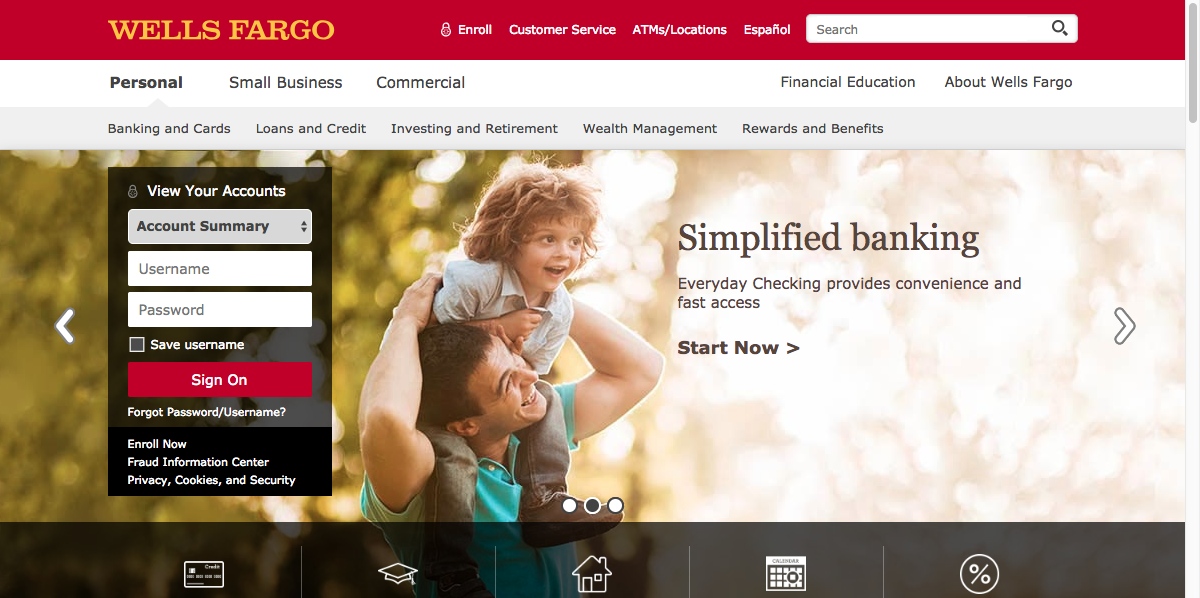 WELLS FARGO
Enroll Customer Service ATMs/Locations Español Search
Personal Small Business Commercial Financial Education About Wells Fargo
Banking and Cards Loans and Credit Investing and Retirement Wealth Management Rewards and Benefits
View Your Accounts
Account Summary
Username
Password
Save username
Sign On
Forgot Password/Username?
Enroll Now
Fraud Information Center
Privacy, Cookies, and Security
Simplified banking
Everyday Checking provides convenience and
fast access
Start Now >
Credit
CALENDAR
%